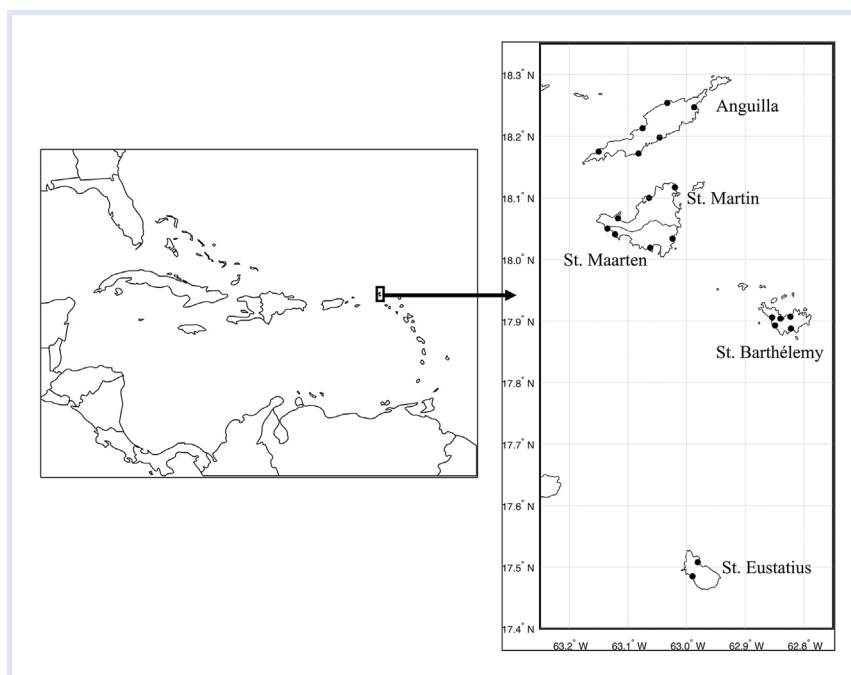 18.3° N
Anguilla
18.2° N
18.1° N
St. Martin
18.0° N
St. Maarten
17.9° N
St. Barthélemy
17.8° N
17.7° N
17.6° N
17.5° N
St. Eustatius
17.4° N
63.2° W 63.1° W 63.0° W 62.9° W 62.8° W